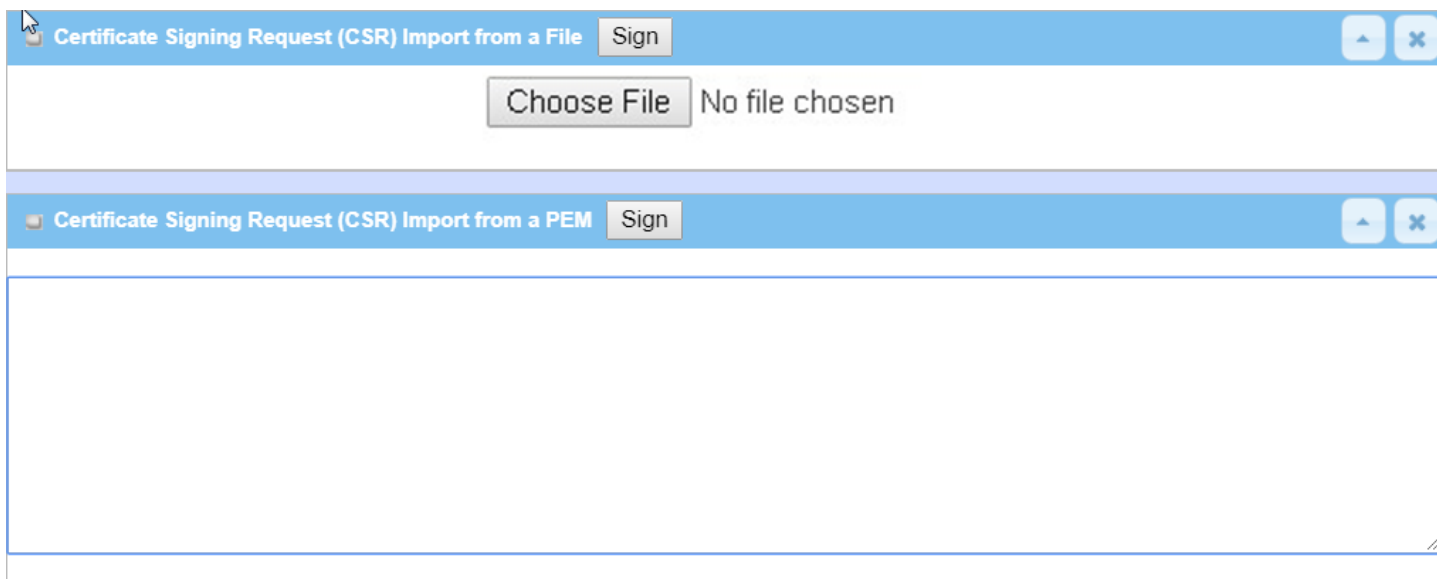 Certificate Signing Request (CSR) Import from a File Sign
Choose File No file chosen
Certificate Signing Request (CSR) Import from a PEM Sign